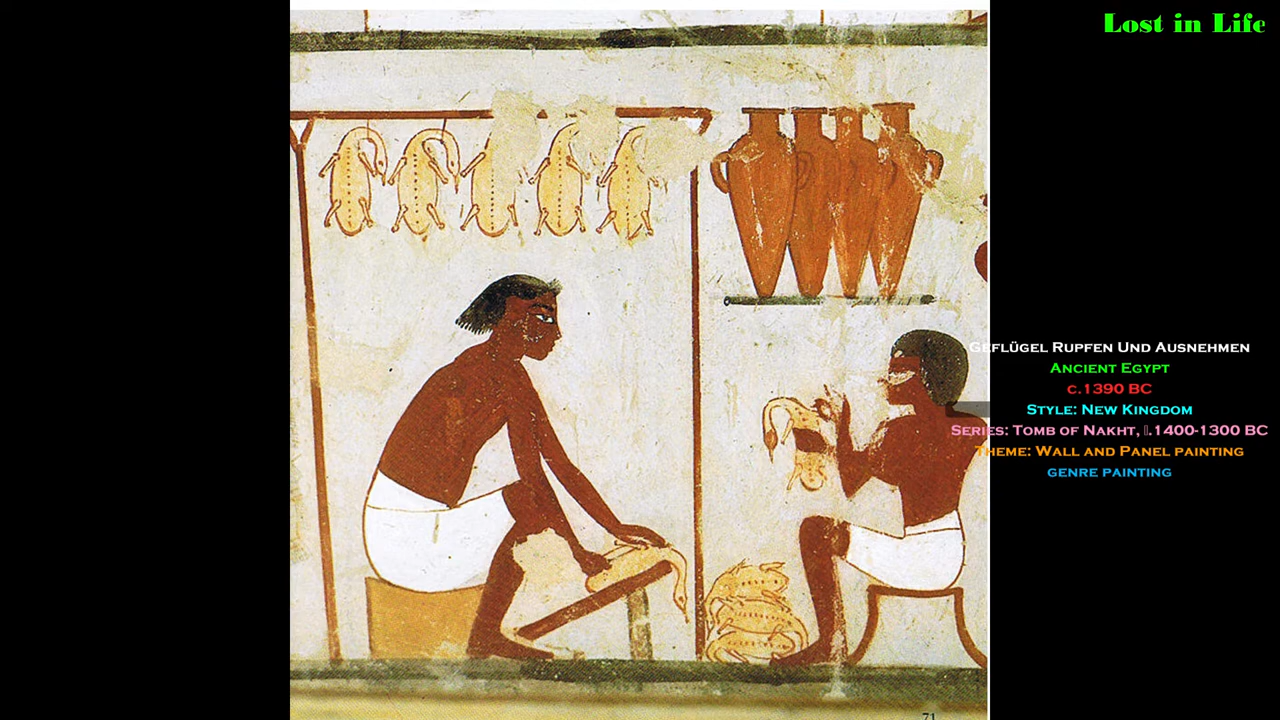 Lost in Life
Geflügel Rupfen Und Ausnehmen
Ancient Egypt
c.1390 BC
Style: New Kingdom
Series: Tomb of Nakht, .1400-1300 BC
Theme: Wall and Panel painting
genre painting
71